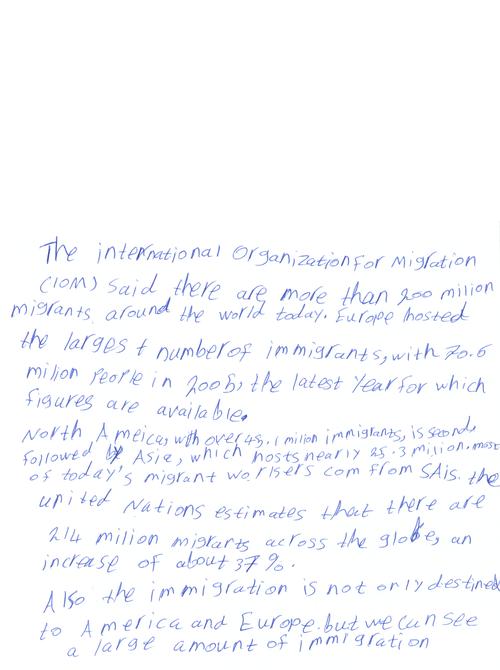 The international Organization for Migration
(IOM) said there are more than 200 milion
migrants around the world today. Europe hosted
the largest number of immigrants, with 70.6
milion People in 2005, the latest year for which
figures are available.
North Ameica, with over 45.1 milion immigrants, is second,
followed by Asia, which hosts nearly 25.3 milion. most
of today's migrant workers com from SAis. the
united Nations estimates that there are
214 milion migrants across the globe, an
increase of about 37%.
Also the immigration is not only destined
to America and Europe. but we can see
a large amount of immigration